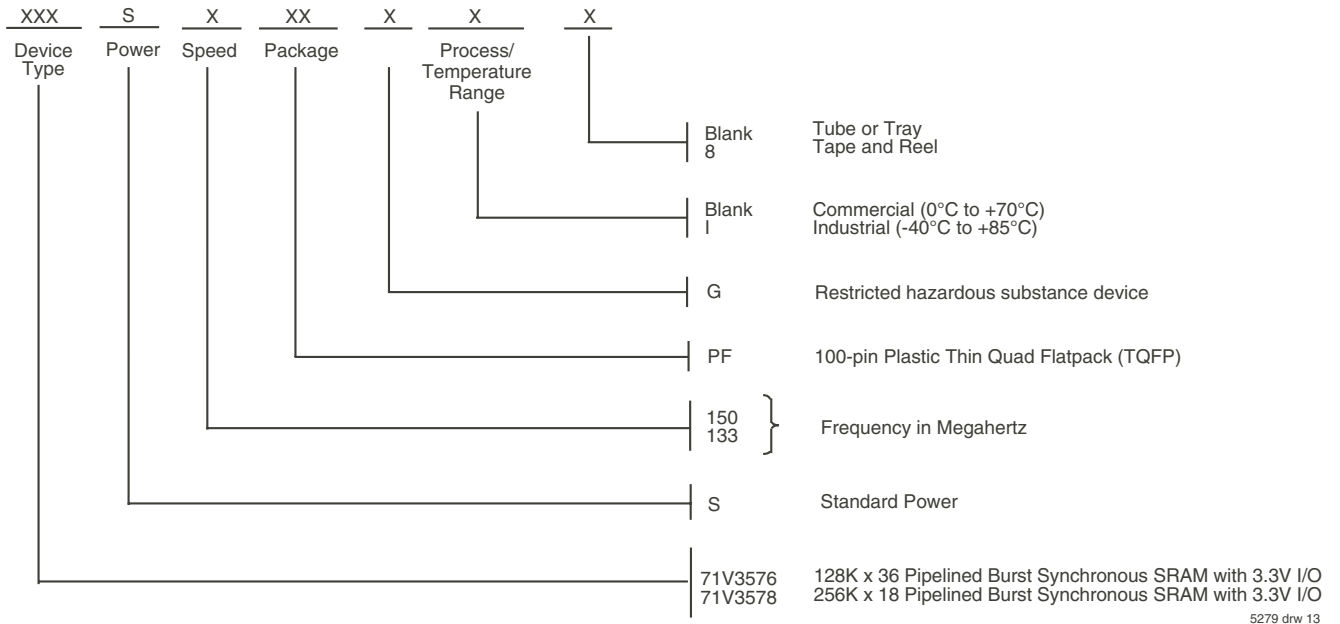 XXX S X XX X X X
Device Type
Power
Speed
Package
Process/
Temperature
Range
Blank Tube or Tray
8 Tape and Reel
Blank Commercial (0°C to +70°C)
I Industrial (-40°C to +85°C)
G Restricted hazardous substance device
PF 100-pin Plastic Thin Quad Flatpack (TQFP)
150
133
Frequency in Megahertz
S Standard Power
71V3576 128K x 36 Pipelined Burst Synchronous SRAM with 3.3V I/O
71V3578 256K x 18 Pipelined Burst Synchronous SRAM with 3.3V I/O
5279 drw 13